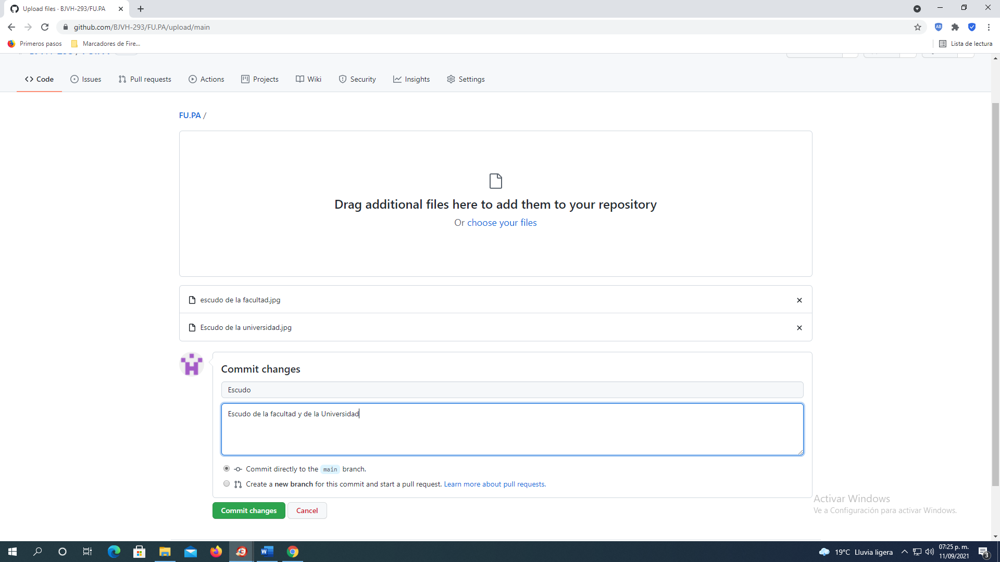 Upload files · BJVH-293/FU.PA
github.com/BJVH-293/FU.PA/upload/main
Primeros pasos
Marcadores de Fire...
Lista de lectura
Code
Issues
Pull requests
Actions
Projects
Wiki
Security
Insights
Settings
FU.PA /
Drag additional files here to add them to your repository
Or choose your files
escudo de la facultad.jpg
Escudo de la universidad.jpg
Commit changes
Escudo
Escudo de la facultad y de la Universidad
Commit directly to the main branch.
Create a new branch for this commit and start a pull request. Learn more about pull requests.
Commit changes
Cancel
Activar Windows
Ve a Configuración para activar Windows.
19°C Lluvia ligera
07:25 p. m.
11/09/2021
3